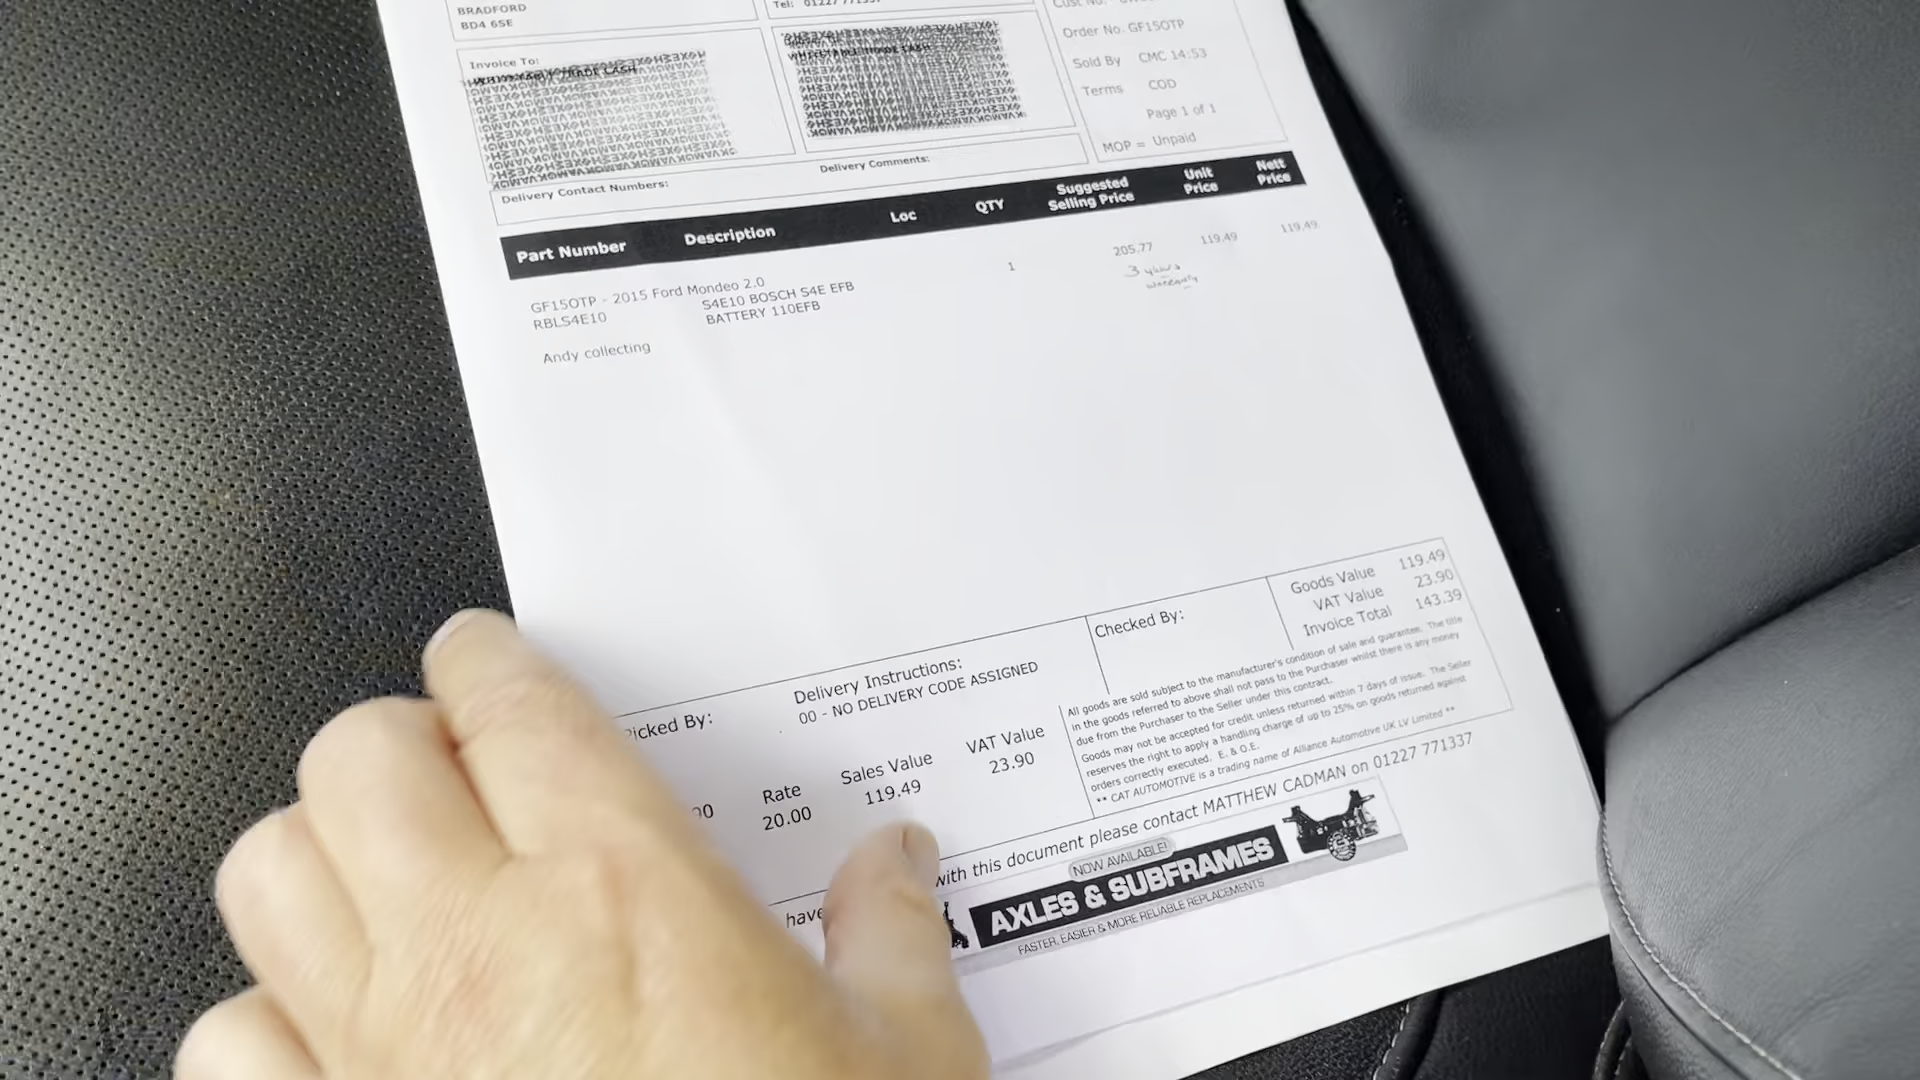 BRADFORD
BD4 6SE
Tel: 01227 771337
Order No. GF15OTP
Sold By CMC 14:53
Terms COD
Page 1 of 1
MOP = Unpaid
Invoice To:
TRADE CASH
WHITSTABLE TRADE CASH
Delivery Contact Numbers:
Delivery Comments:
Part Number Description Loc QTY Suggested Selling Price Unit Price Nett Price
GF15OTP - 2015 Ford Mondeo 2.0
RBLS4E10 S4E10 BOSCH S4E EFB 1 205.77 119.49 119.49
BATTERY 110EFB
3 years
warranty
Andy collecting
Goods Value 119.49
VAT Value 23.90
Invoice Total 143.39
Checked By:
Picked By:
Delivery Instructions:
00 - NO DELIVERY CODE ASSIGNED
Rate Sales Value VAT Value
00 20.00 119.49 23.90
All goods are sold subject to the manufacturer's condition of sale and guarantee. The title
in the goods referred to above shall not pass to the Purchaser whilst there is any money
due from the Purchaser to the Seller under this contract.
Goods may not be accepted for credit unless returned within 7 days of issue. The Seller
reserves the right to apply a handling charge of up to 25% on goods returned against
orders correctly executed. E. & O.E.
** CAT AUTOMOTIVE is a trading name of Alliance Automotive UK LV Limited **
have
with this document please contact MATTHEW CADMAN on 01227 771337
NOW AVAILABLE!
AXLES & SUBFRAMES
FASTER, EASIER & MORE RELIABLE REPLACEMENTS